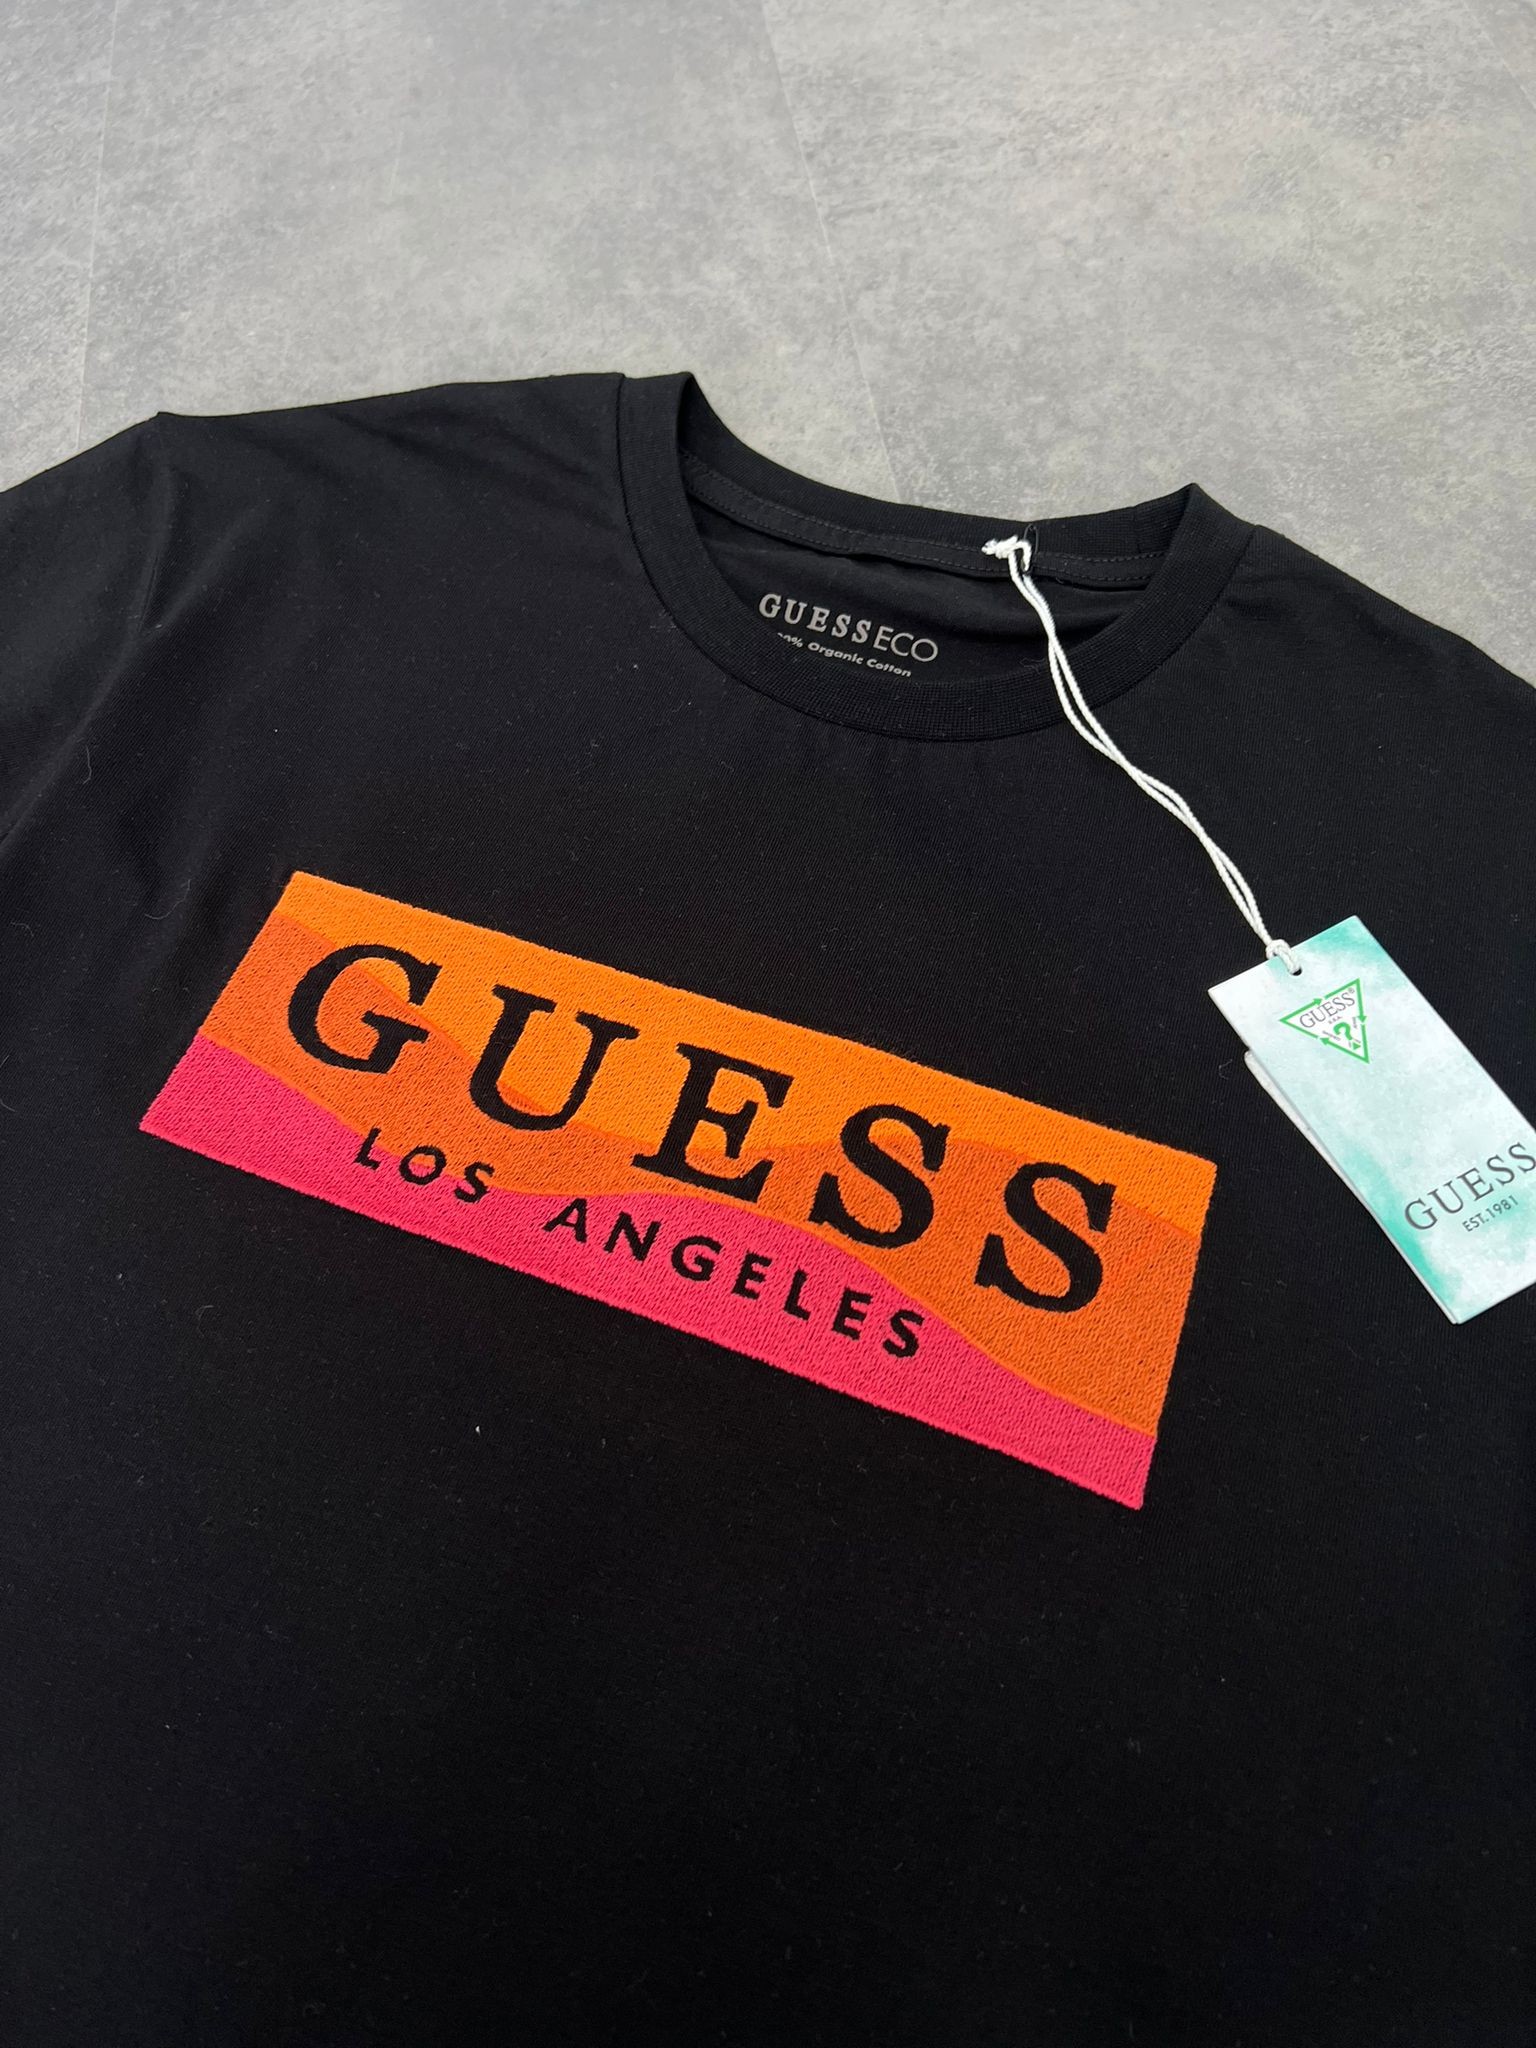 GUESSECO
Organic Cotton
GUESS
LOS ANGELES
GUESS®
?
GUESS
EST.1981